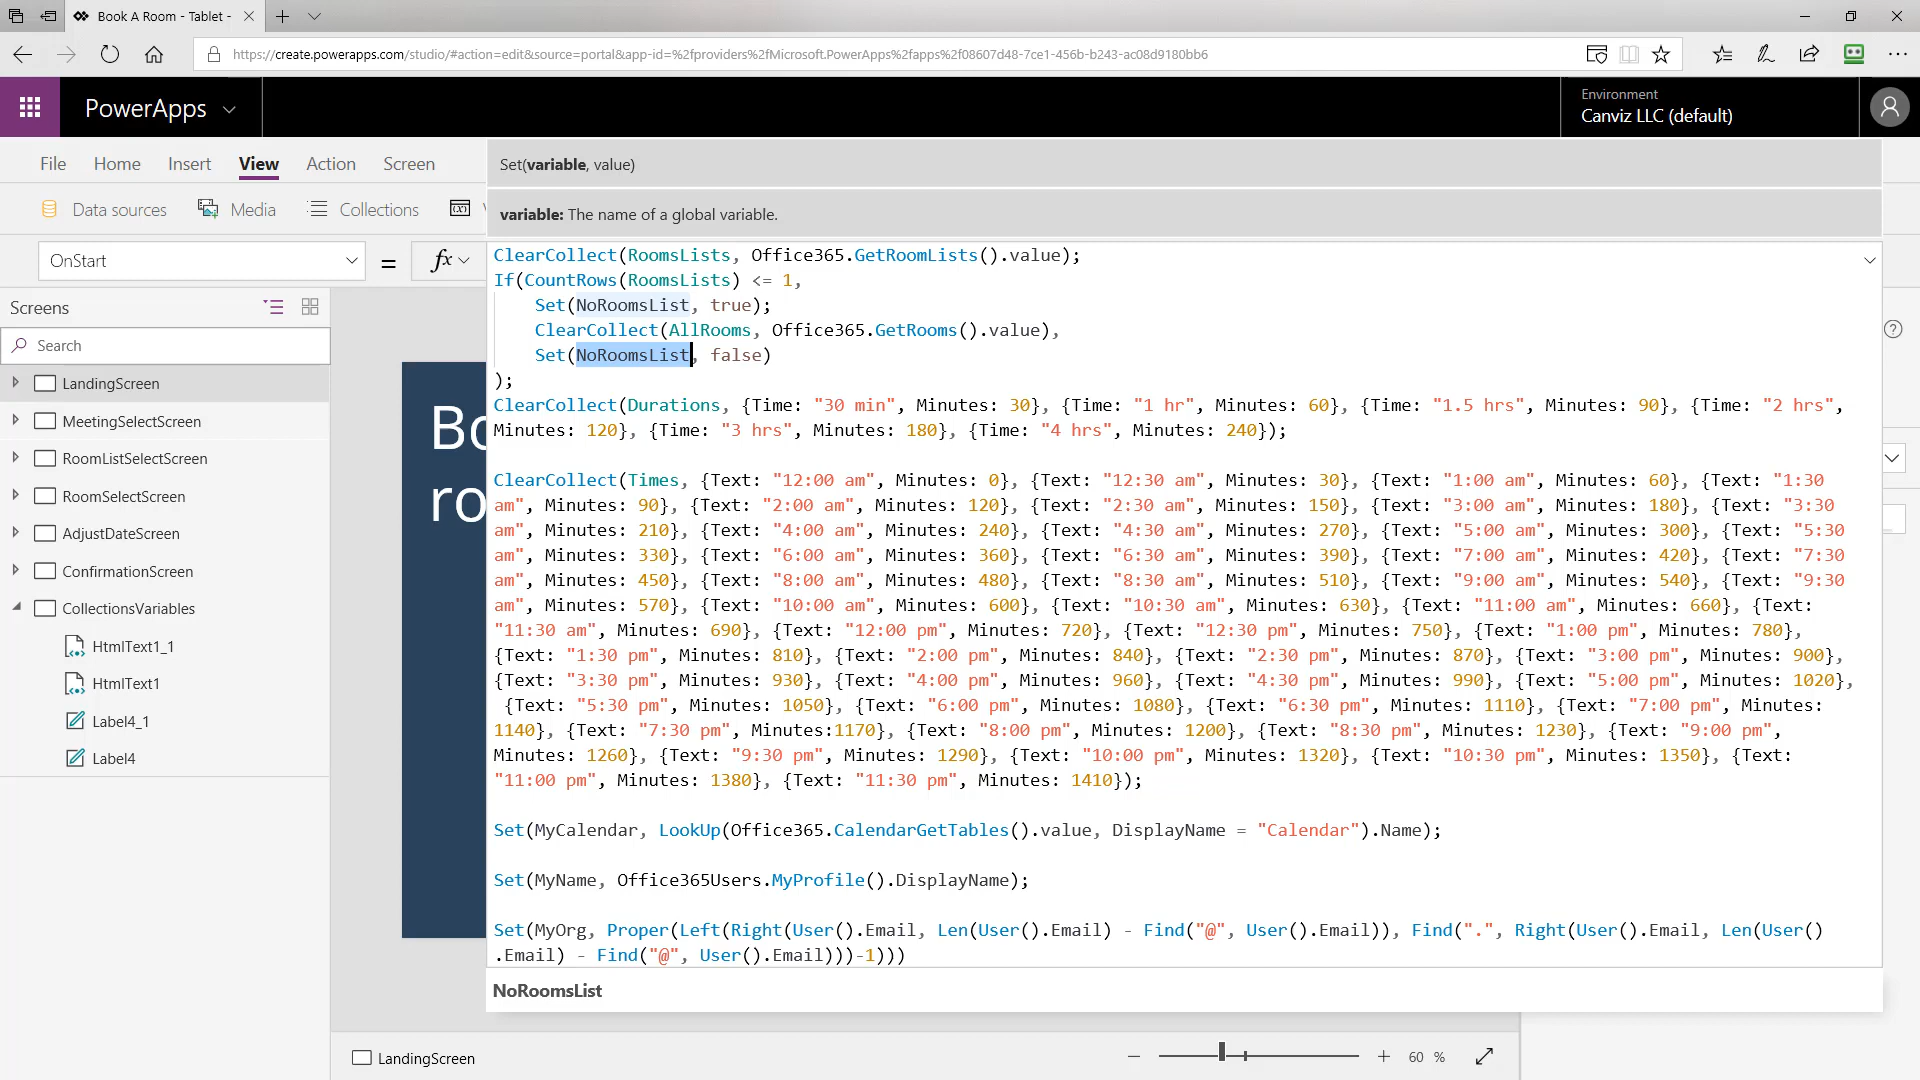 Book A Room - Tablet -
https://create.powerapps.com/studio/#action=edit&source=portal&app-id=%2fproviders%2fMicrosoft.PowerApps%2fapps%2f08607d48-7ce1-456b-b243-ac08d9180bb6
PowerApps
Environment
Canviz LLC (default)
File Home Insert View Action Screen
Set(variable, value)
Data sources Media Collections
variable: The name of a global variable.
OnStart
= fx
ClearCollect(RoomsLists, Office365.GetRoomLists().value);
If(CountRows(RoomsLists) <= 1,
Set(NoRoomsList, true);
ClearCollect(AllRooms, Office365.GetRooms().value),
Set(NoRoomsList, false)
);
ClearCollect(Durations, {Time: "30 min", Minutes: 30}, {Time: "1 hr", Minutes: 60}, {Time: "1.5 hrs", Minutes: 90}, {Time: "2 hrs",
Minutes: 120}, {Time: "3 hrs", Minutes: 180}, {Time: "4 hrs", Minutes: 240});
ClearCollect(Times, {Text: "12:00 am", Minutes: 0}, {Text: "12:30 am", Minutes: 30}, {Text: "1:00 am", Minutes: 60}, {Text: "1:30
am", Minutes: 90}, {Text: "2:00 am", Minutes: 120}, {Text: "2:30 am", Minutes: 150}, {Text: "3:00 am", Minutes: 180}, {Text: "3:30
am", Minutes: 210}, {Text: "4:00 am", Minutes: 240}, {Text: "4:30 am", Minutes: 270}, {Text: "5:00 am", Minutes: 300}, {Text: "5:30
am", Minutes: 330}, {Text: "6:00 am", Minutes: 360}, {Text: "6:30 am", Minutes: 390}, {Text: "7:00 am", Minutes: 420}, {Text: "7:30
am", Minutes: 450}, {Text: "8:00 am", Minutes: 480}, {Text: "8:30 am", Minutes: 510}, {Text: "9:00 am", Minutes: 540}, {Text: "9:30
am", Minutes: 570}, {Text: "10:00 am", Minutes: 600}, {Text: "10:30 am", Minutes: 630}, {Text: "11:00 am", Minutes: 660}, {Text:
"11:30 am", Minutes: 690}, {Text: "12:00 pm", Minutes: 720}, {Text: "12:30 pm", Minutes: 750}, {Text: "1:00 pm", Minutes: 780},
{Text: "1:30 pm", Minutes: 810}, {Text: "2:00 pm", Minutes: 840}, {Text: "2:30 pm", Minutes: 870}, {Text: "3:00 pm", Minutes: 900},
{Text: "3:30 pm", Minutes: 930}, {Text: "4:00 pm", Minutes: 960}, {Text: "4:30 pm", Minutes: 990}, {Text: "5:00 pm", Minutes: 1020},
{Text: "5:30 pm", Minutes: 1050}, {Text: "6:00 pm", Minutes: 1080}, {Text: "6:30 pm", Minutes: 1110}, {Text: "7:00 pm", Minutes:
1140}, {Text: "7:30 pm", Minutes:1170}, {Text: "8:00 pm", Minutes: 1200}, {Text: "8:30 pm", Minutes: 1230}, {Text: "9:00 pm",
Minutes: 1260}, {Text: "9:30 pm", Minutes: 1290}, {Text: "10:00 pm", Minutes: 1320}, {Text: "10:30 pm", Minutes: 1350}, {Text:
"11:00 pm", Minutes: 1380}, {Text: "11:30 pm", Minutes: 1410});
Set(MyCalendar, LookUp(Office365.CalendarGetTables().value, DisplayName = "Calendar").Name);
Set(MyName, Office365Users.MyProfile().DisplayName);
Set(MyOrg, Proper(Left(Right(User().Email, Len(User().Email) - Find("@", User().Email)), Find(".", Right(User().Email, Len(User()
.Email) - Find("@", User().Email)))-1)))
NoRoomsList
Screens
Search
LandingScreen
MeetingSelectScreen
RoomListSelectScreen
RoomSelectScreen
AdjustDateScreen
ConfirmationScreen
CollectionsVariables
HtmlText1_1
HtmlText1
Label4_1
Label4
Bo
ro
LandingScreen
60 %